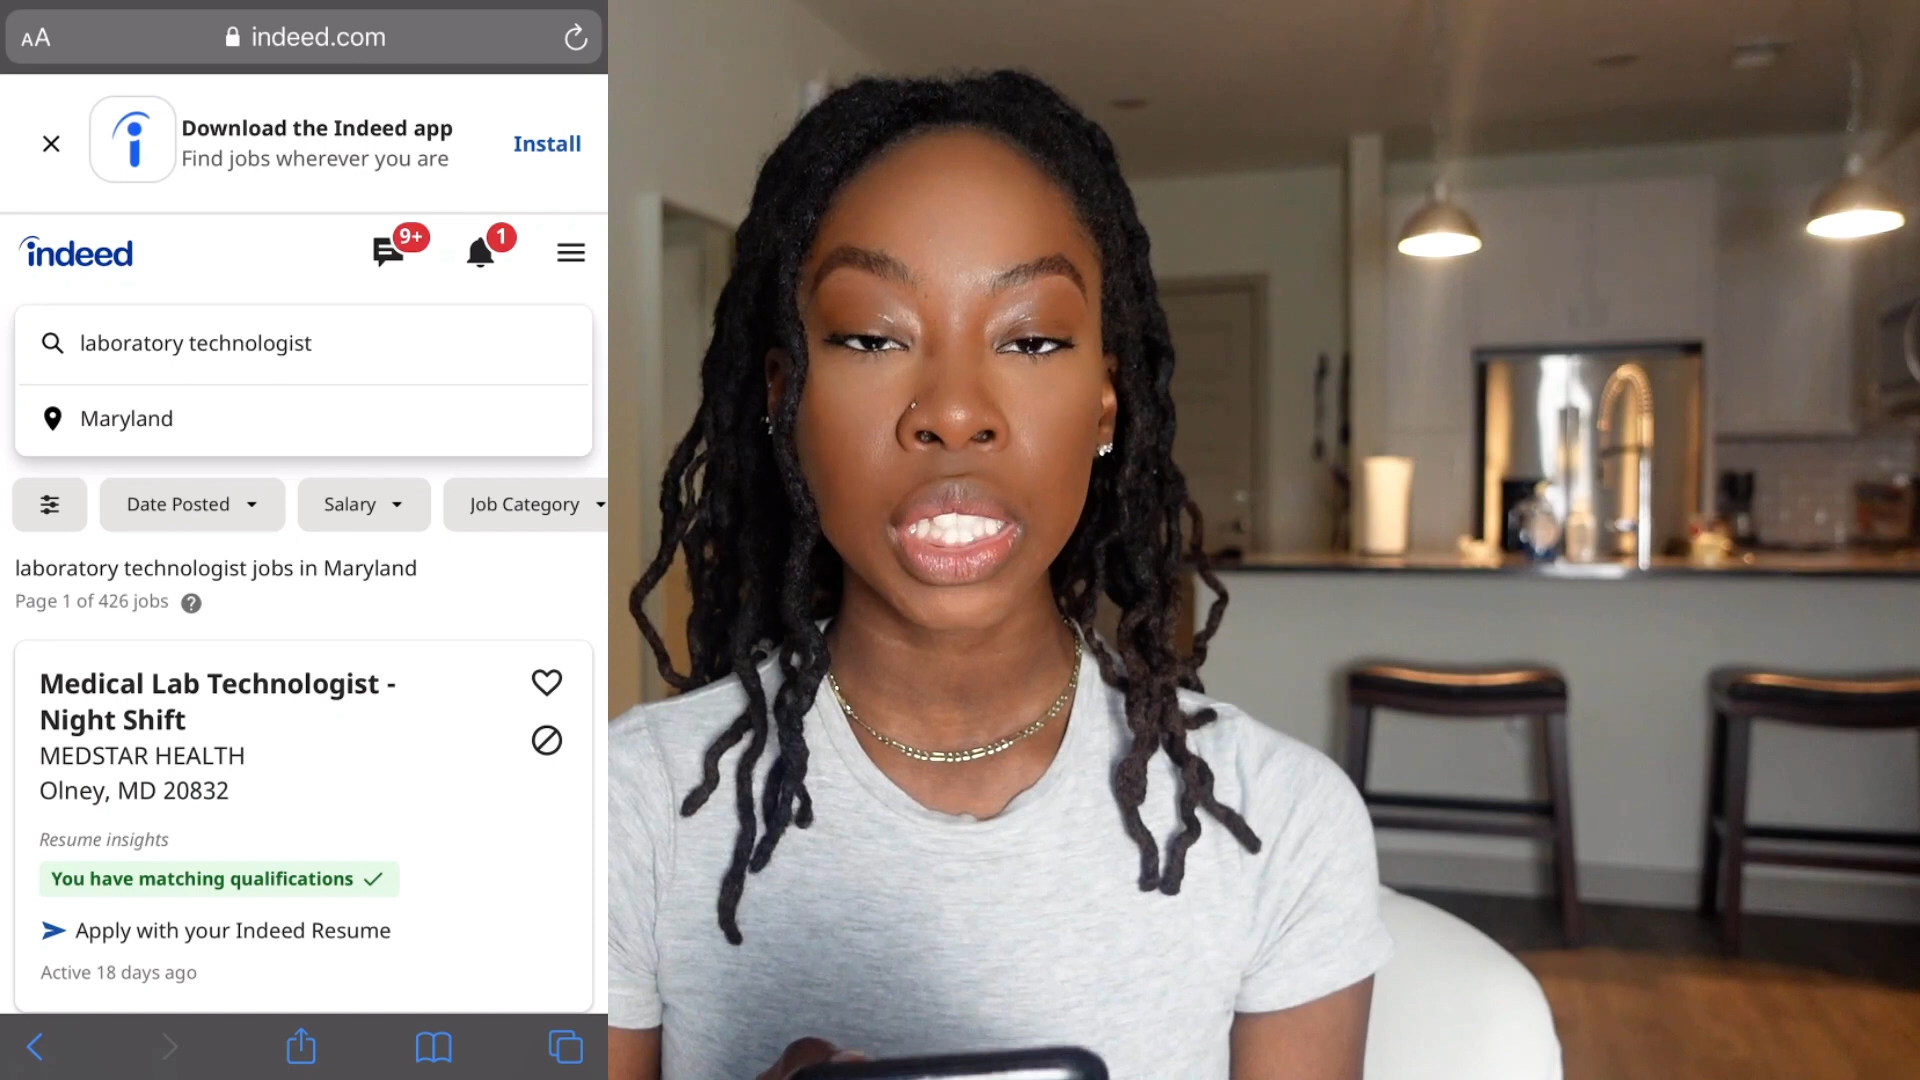 AA indeed.com
Download the Indeed app
Find jobs wherever you are
Install
indeed
9+
1
laboratory technologist
Maryland
Date Posted
Salary
Job Category
laboratory technologist jobs in Maryland
Page 1 of 426 jobs ?
Medical Lab Technologist -
Night Shift
MEDSTAR HEALTH
Olney, MD 20832
Resume insights
You have matching qualifications
Apply with your Indeed Resume
Active 18 days ago